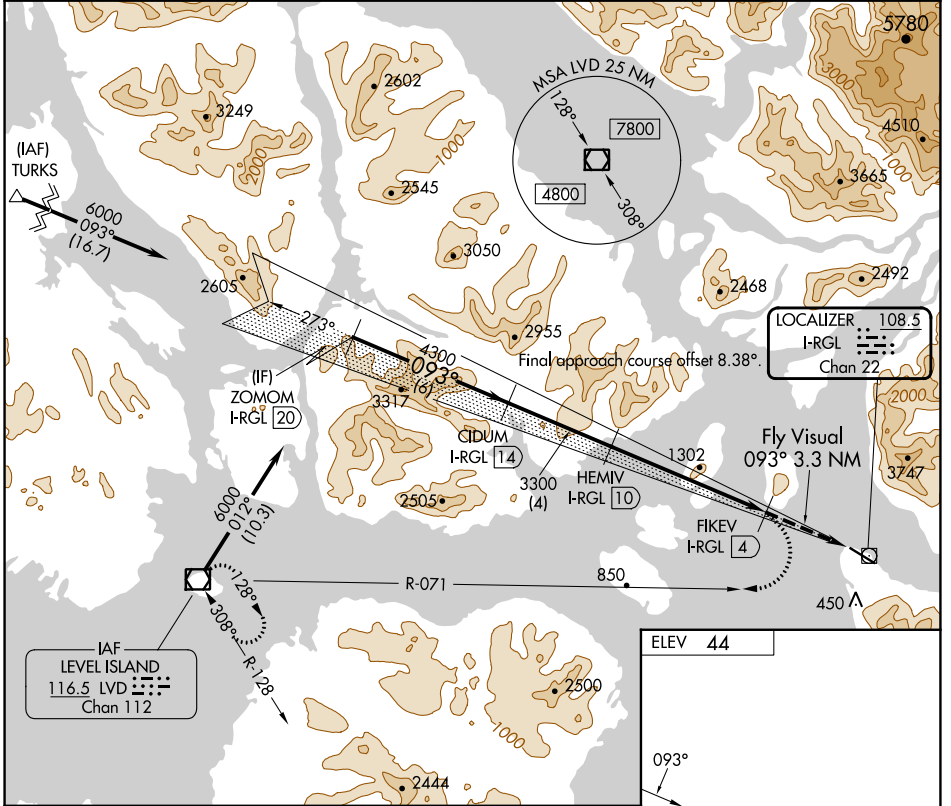 5780
2602
MSA LVD 25 NM
3000
3249
128°
7800
4510
1000
2000
1000
(IAF)
TURKS
3665
2545
4800
308°
1000
6000
093°
(16.7)
3050
2605
2468
2492
273°
2955
LOCALIZER 108.5
I-RGL
Chan 22
4300
093°
(6)
Final approach course offset 8.38°.
(IF)
ZOMOM
I-RGL 20
3317
2000
CIDUM
I-RGL 14
Fly Visual
093° 3.3 NM
1302
3747
3300
(4)
HEMIV
I-RGL 10
2505
6000
012°
(10.3)
FIKEV
I-RGL 4
R-071
850
128°
450
308°
R-128
IAF
LEVEL ISLAND
116.5 LVD
Chan 112
ELEV 44
2500
1000
093°
2444